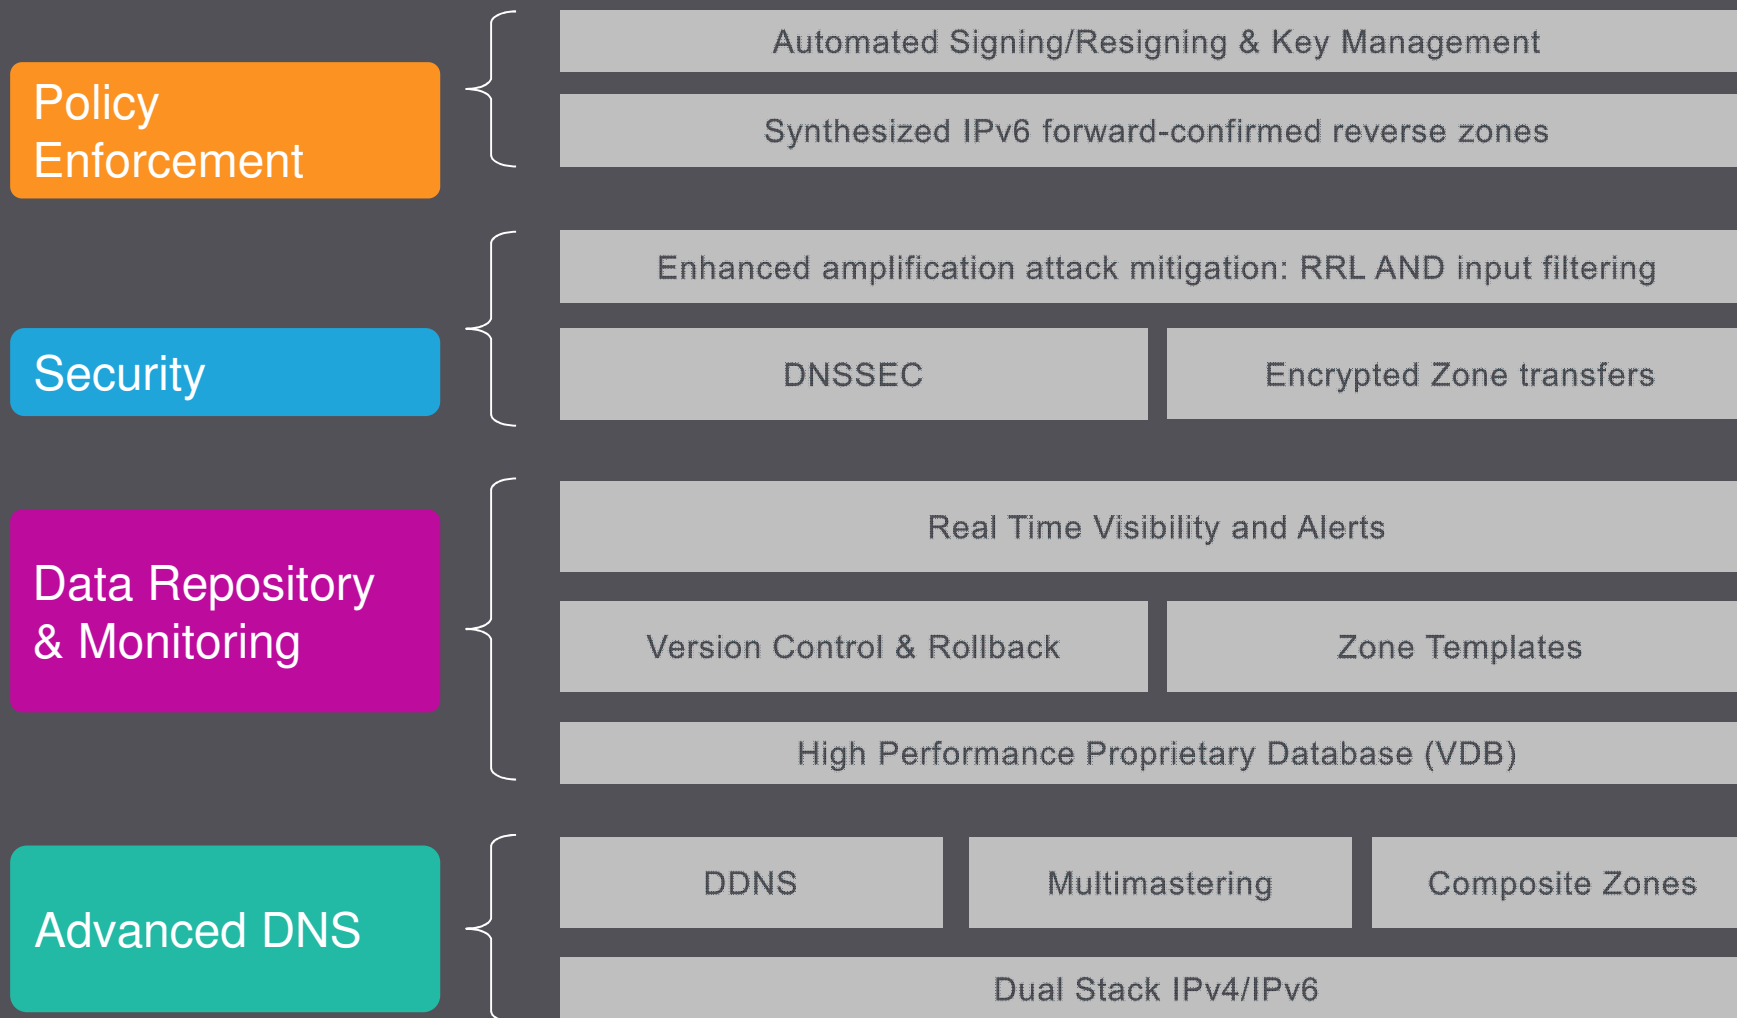 Automated Signing/Resigning & Key Management
Policy
Enforcement
Synthesized IPv6 forward-confirmed reverse zones
Enhanced amplification attack mitigation: RRL AND input filtering
Security
DNSSEC
Encrypted Zone transfers
Real Time Visibility and Alerts
Data Repository
& Monitoring
Version Control & Rollback
Zone Templates
High Performance Proprietary Database (VDB)
DDNS
Multimastering
Composite Zones
Advanced DNS
Dual Stack IPv4/IPv6